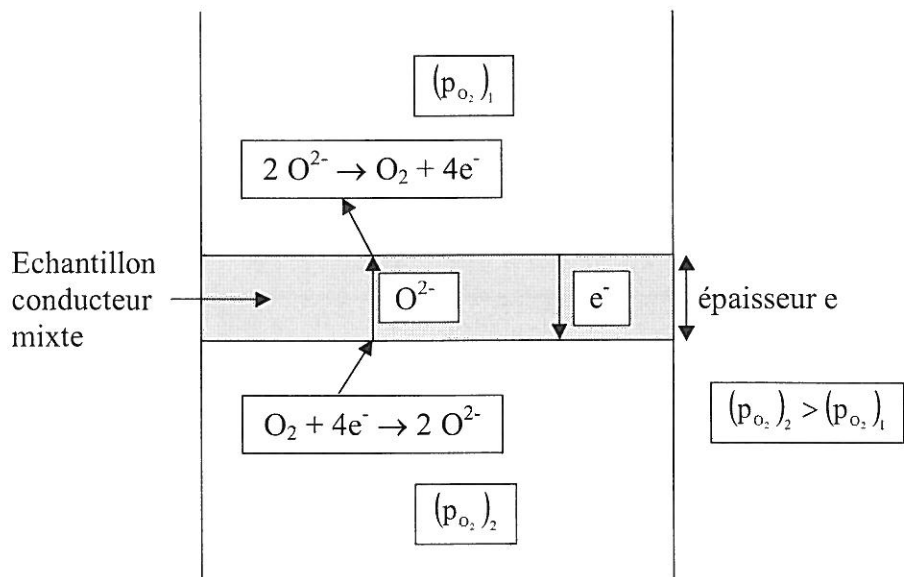 (p_O₂)₁
2 O²⁻ → O₂ + 4e⁻
Echantillon
conducteur
mixte
O²⁻
e⁻
épaisseur e
O₂ + 4e⁻ → 2 O²⁻
(p_O₂)₂ > (p_O₂)₁
(p_O₂)₂